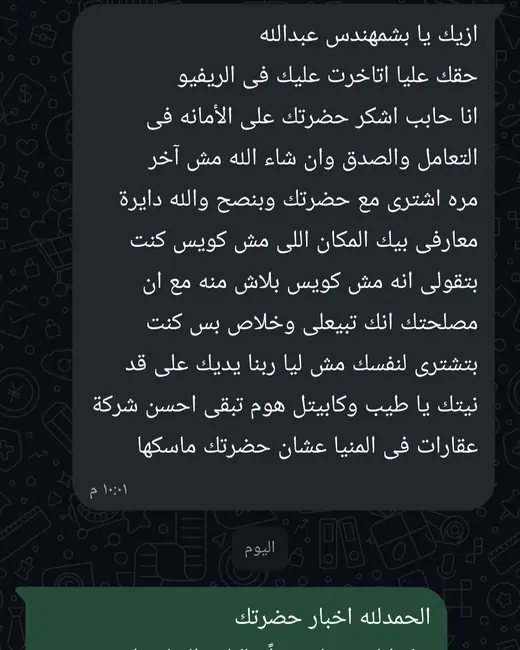 ازيك يا بشمهندس عبدالله
حقك عليا اتاخرت عليك فى الريفيو
انا حابب اشكر حضرتك على الأمانه فى
التعامل والصدق وان شاء الله مش آخر
مره اشترى مع حضرتك وبنصح والله دايرة
معارفى بيك المكان اللى مش كويس كنت
بتقولى انه مش كويس بلاش منه مع ان
مصلحتك انك تبيعلى وخلاص بس كنت
بتشترى لنفسك مش ليا ربنا يديك على قد
نيتك يا طيب وكابيتل هوم تبقى احسن شركة
عقارات فى المنيا عشان حضرتك ماسكها
١٠:٠١ م
اليوم
الحمدلله اخبار حضرتك